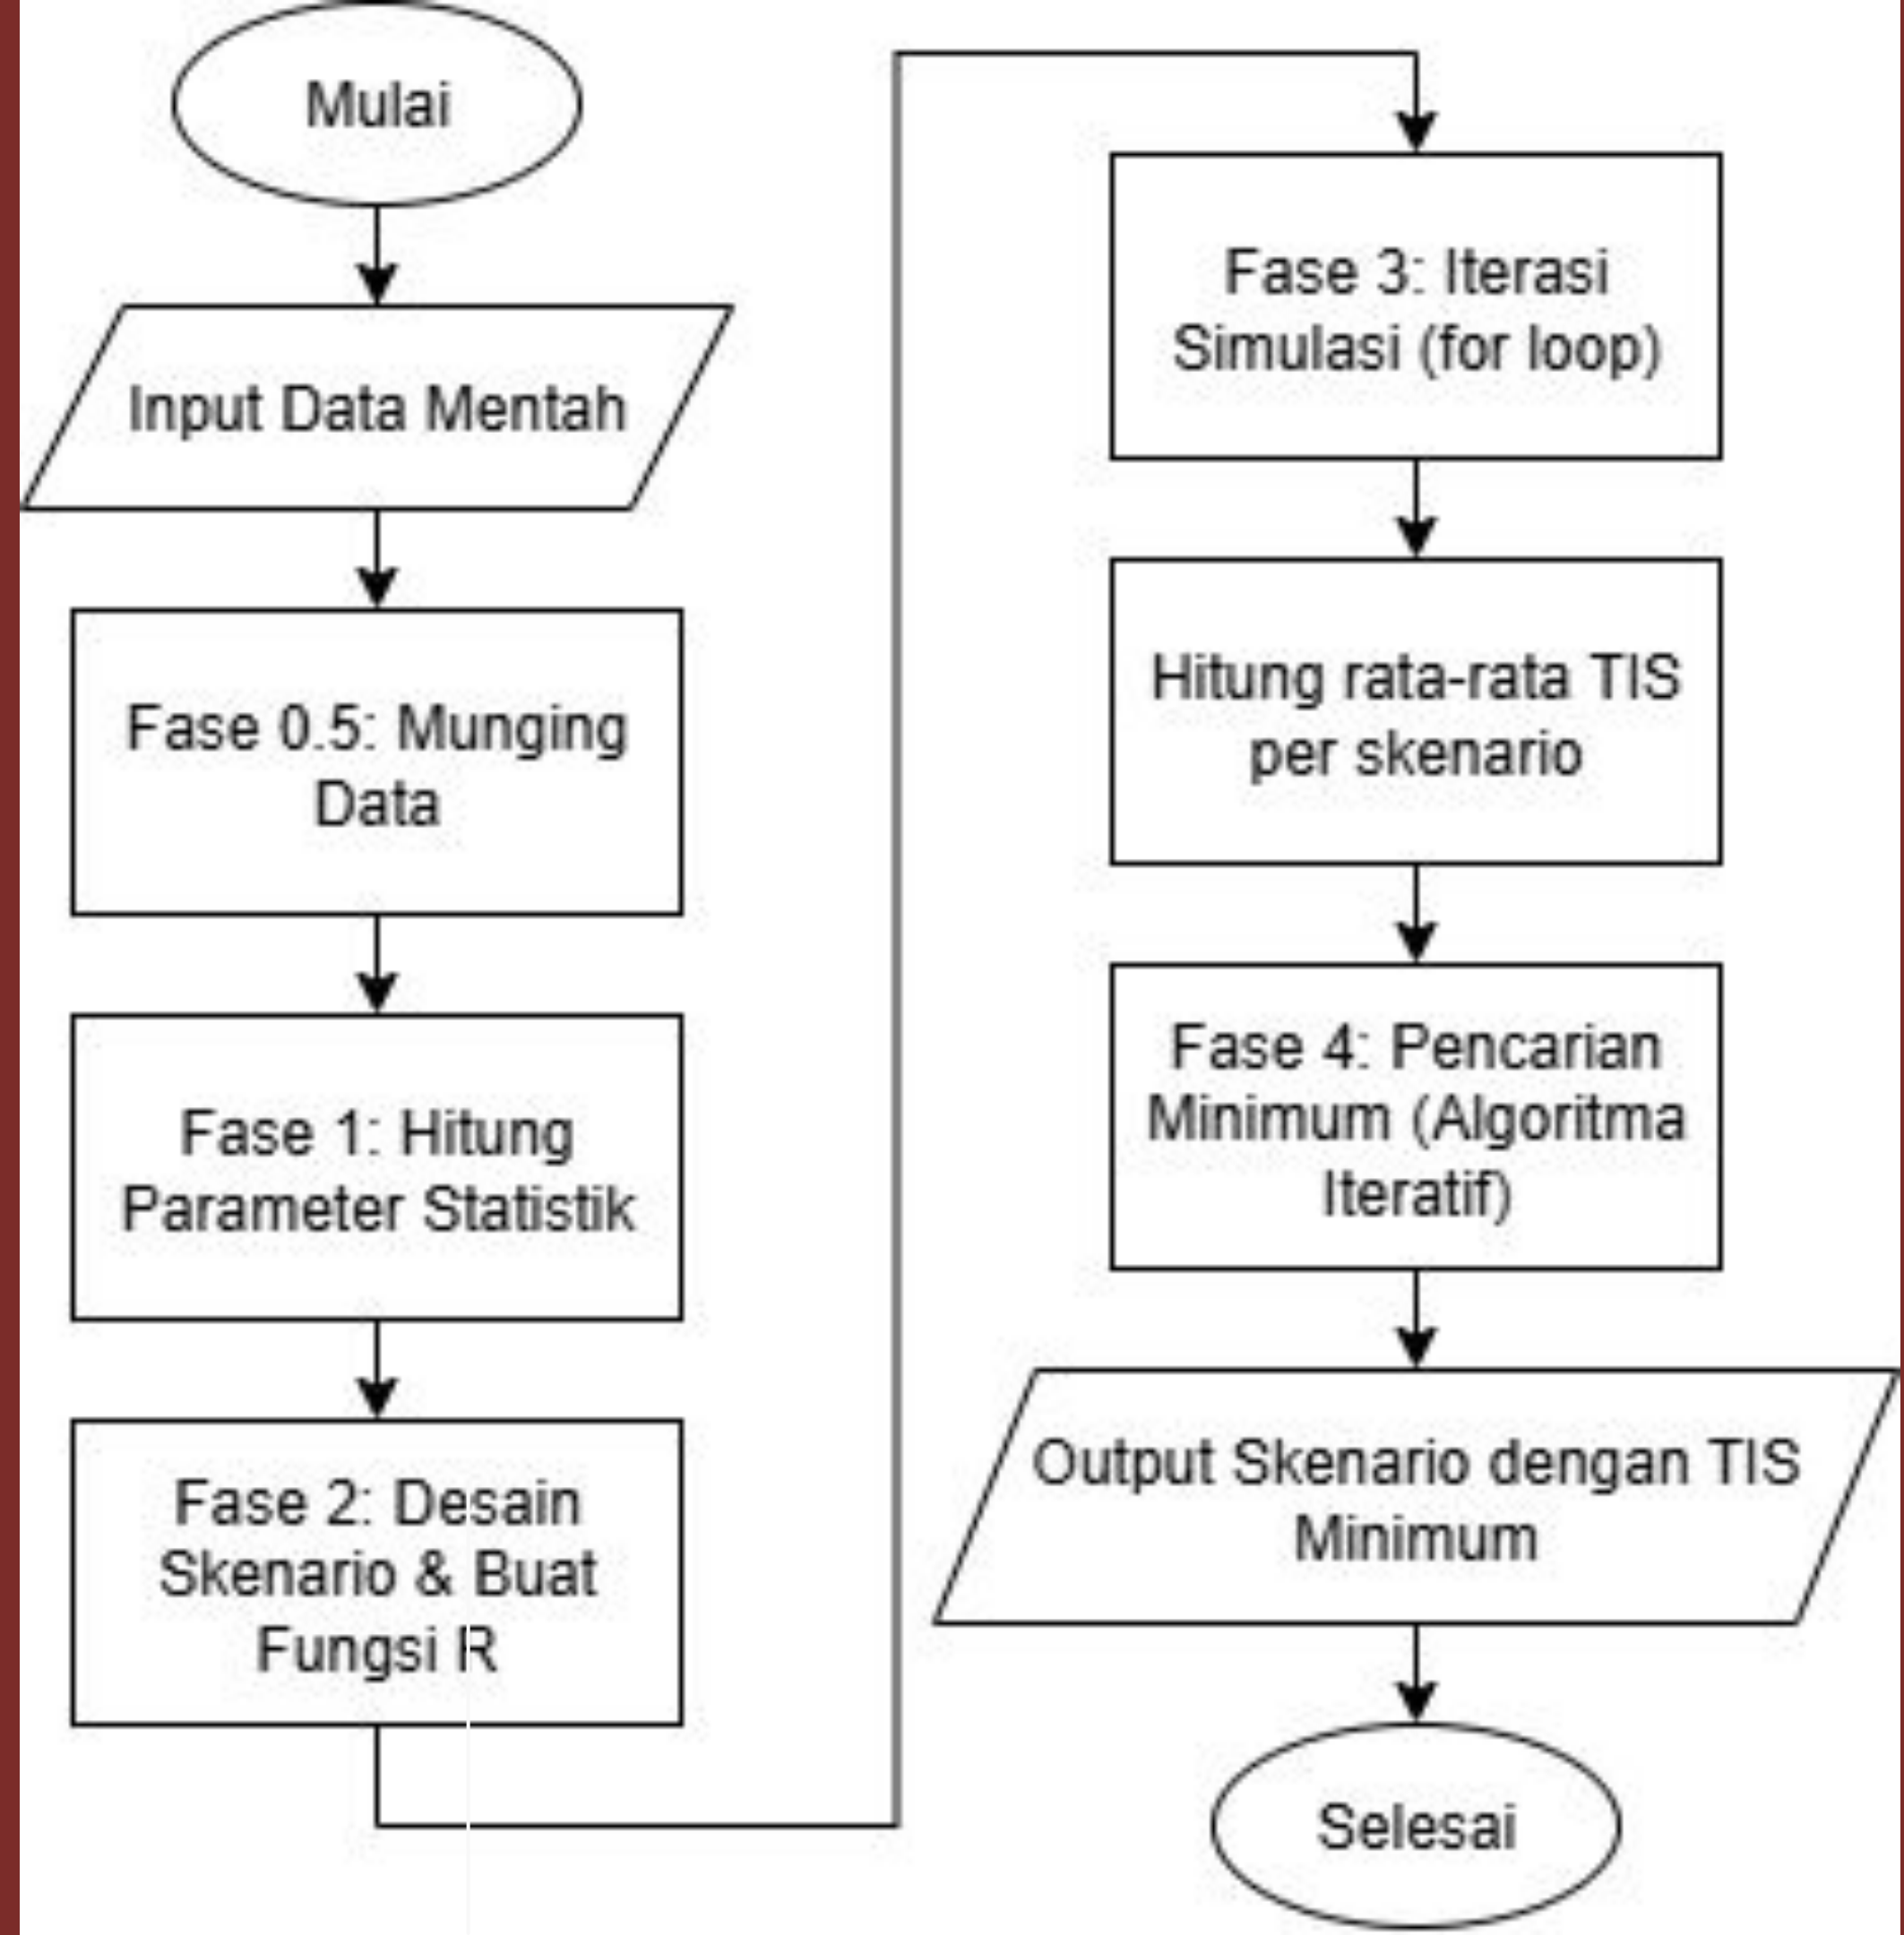 Mulai
Input Data Mentah
Fase 0.5: Munging
Data
Fase 1: Hitung
Parameter Statistik
Fase 2: Desain
Skenario & Buat
Fungsi R
Fase 3: Iterasi
Simulasi (for loop)
Hitung rata-rata TIS
per skenario
Fase 4: Pencarian
Minimum (Algoritma
Iteratif)
Output Skenario dengan TIS
Minimum
Selesai